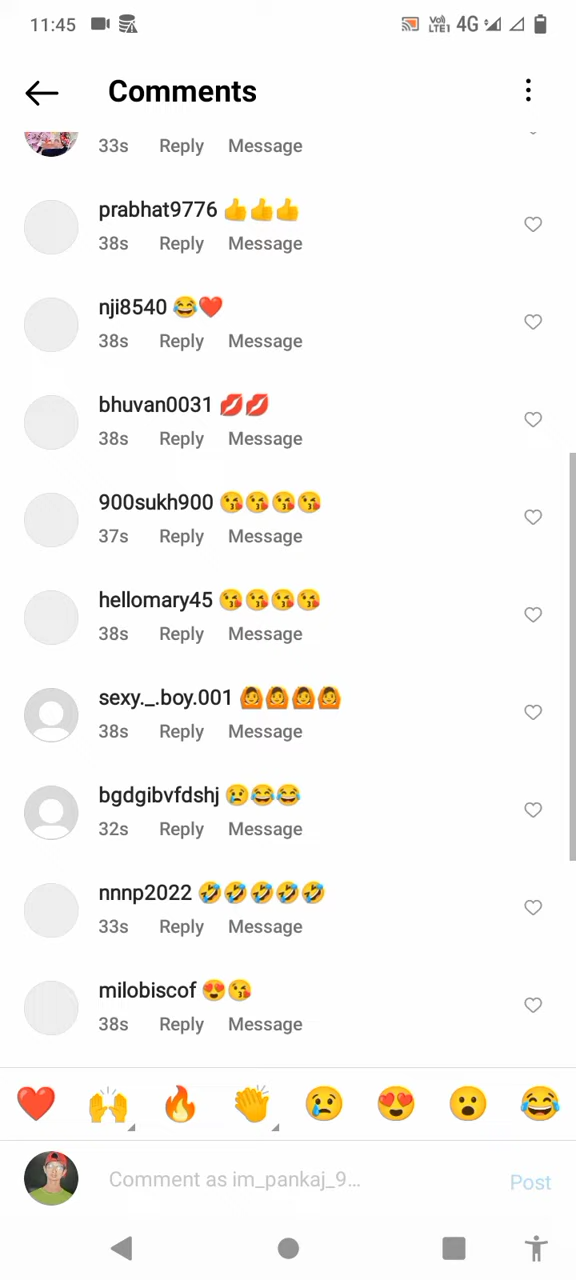 11:45 VoD LTE1 4G
Comments
33s Reply Message
prabhat9776 👍👍👍
38s Reply Message
nji8540 😂❤️
38s Reply Message
bhuvan0031 💋💋
38s Reply Message
900sukh900 😘😘😘😘
37s Reply Message
hellomary45 😘😘😘😘
38s Reply Message
sexy._.boy.001 🙆🙆🙆🙆
38s Reply Message
bgdgibvfdshj 😢😂😂
32s Reply Message
nnnp2022 🤣🤣🤣🤣🤣
33s Reply Message
milobiscof 😍😘
38s Reply Message
❤️🙌🔥👏😢😍😮😂
Comment as im_pankaj_9... Post